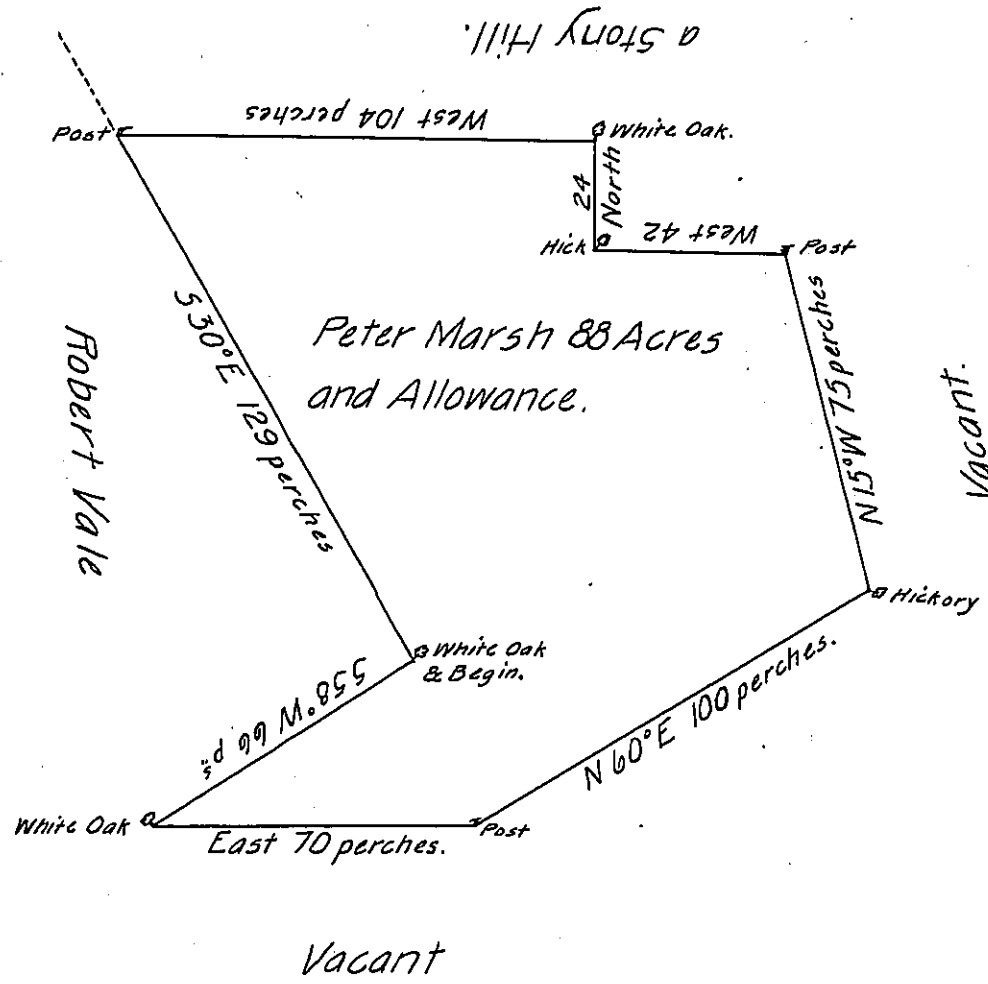 a Stony Hill.
West 104 perches
Post
White Oak.
24
North
Hick
West 42
Post
S30°E 129 perches
Peter Marsh 88 Acres
and Allowance.
N15°W 75 perches
Vacant.
Robert Vale
Hickory
White Oak
& Begin.
S58°W 66 ps
N60°E 100 perches.
White Oak
East 70 perches.
Post
Vacant